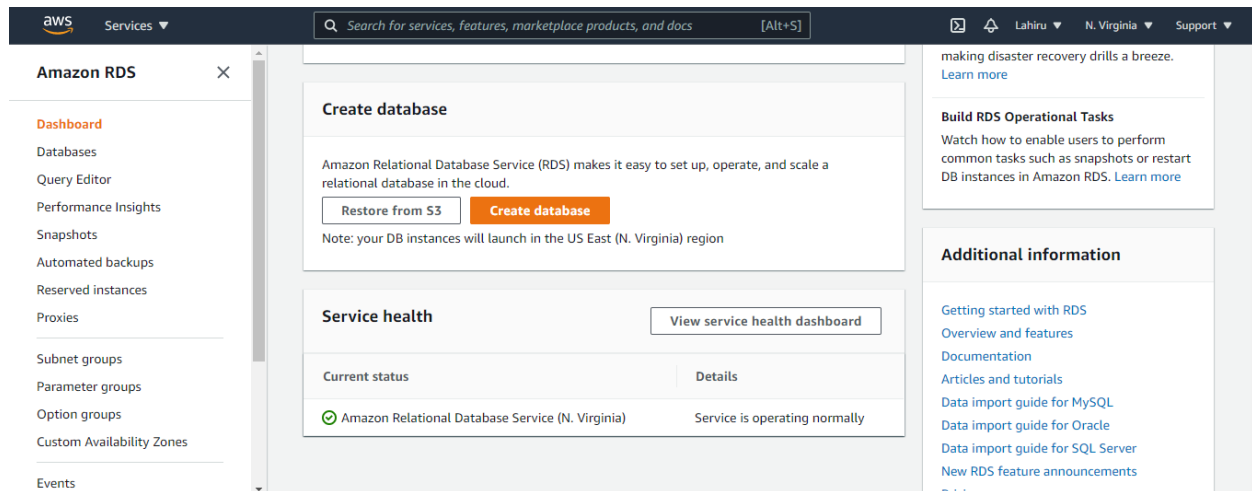 aws
Services ▼
Search for services, features, marketplace products, and docs [Alt+S]
Lahiru ▼
N. Virginia ▼
Support ▼
Amazon RDS
Dashboard
Databases
Query Editor
Performance Insights
Snapshots
Automated backups
Reserved instances
Proxies
Subnet groups
Parameter groups
Option groups
Custom Availability Zones
Events
Create database
Amazon Relational Database Service (RDS) makes it easy to set up, operate, and scale a
relational database in the cloud.
Restore from S3
Create database
Note: your DB instances will launch in the US East (N. Virginia) region
Service health
View service health dashboard
Current status
Details
Amazon Relational Database Service (N. Virginia)
Service is operating normally
making disaster recovery drills a breeze.
Learn more
Build RDS Operational Tasks
Watch how to enable users to perform
common tasks such as snapshots or restart
DB instances in Amazon RDS. Learn more
Additional information
Getting started with RDS
Overview and features
Documentation
Articles and tutorials
Data import guide for MySQL
Data import guide for Oracle
Data import guide for SQL Server
New RDS feature announcements